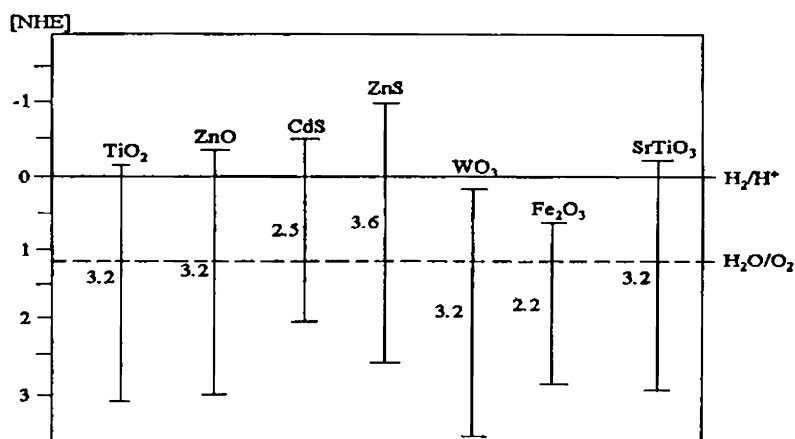 [NHE]
-1
0
1
2
3
TiO₂
ZnO
CdS
ZnS
WO₃
Fe₂O₃
SrTiO₃
3.2
3.2
2.5
3.6
3.2
2.2
3.2
H₂/H⁺
H₂O/O₂